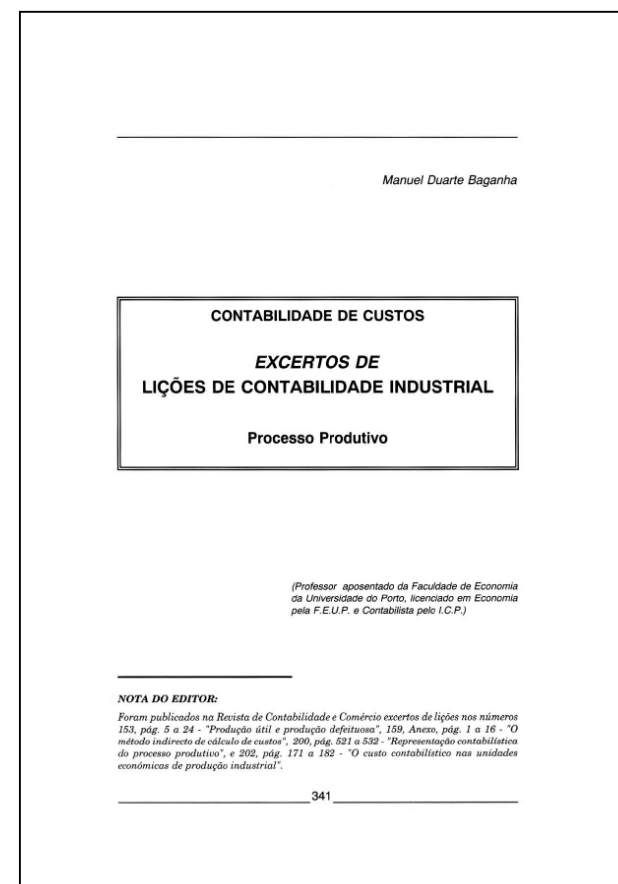 Manuel Duarte Baganha
CONTABILIDADE DE CUSTOS
EXCERTOS DE
LIÇÕES DE CONTABILIDADE INDUSTRIAL
Processo Produtivo
(Professor aposentado da Faculdade de Economia
da Universidade do Porto, licenciado em Economia
pela F.E.U.P. e Contabilista pelo I.C.P.)
NOTA DO EDITOR:
Foram publicados na Revista de Contabilidade e Comércio excertos de lições nos números
153, pág. 5 a 24 - "Produção útil e produção defeituosa", 159, Anexo, pág. 1 a 16 - "O
método indirecto de cálculo de custos", 200, pág. 521 a 532 - "Representação contabilística
do processo produtivo", e 202, pág. 171 a 182 - "O custo contabilístico nas unidades
económicas de produção industrial".
341